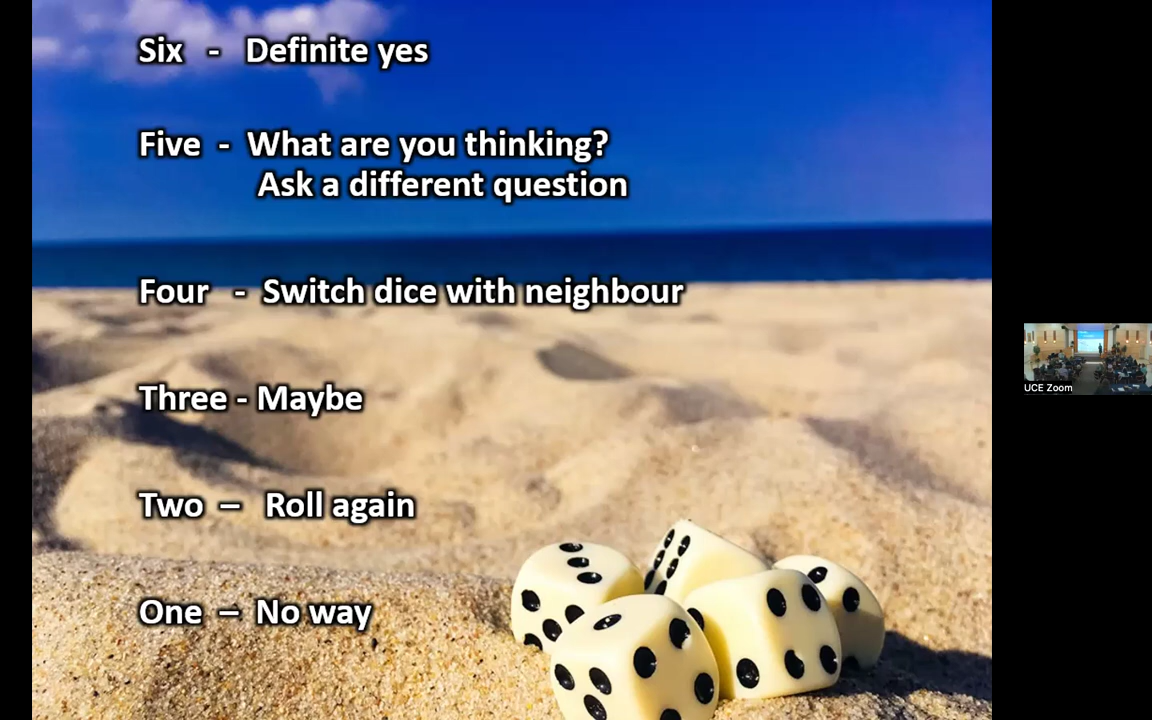 Six - Definite yes
Five - What are you thinking?
Ask a different question
Four - Switch dice with neighbour
Three - Maybe
Two – Roll again
One – No way
UCE Zoom